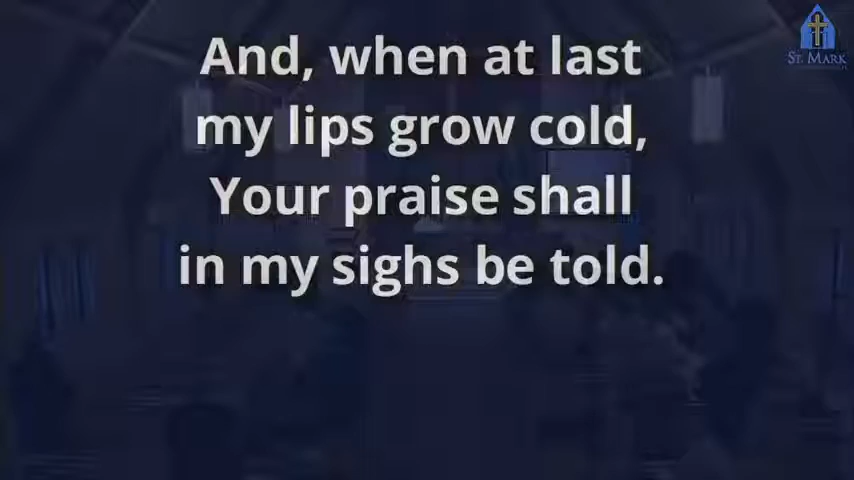 And, when at last
my lips grow cold,
Your praise shall
in my sighs be told.
ST. MARK